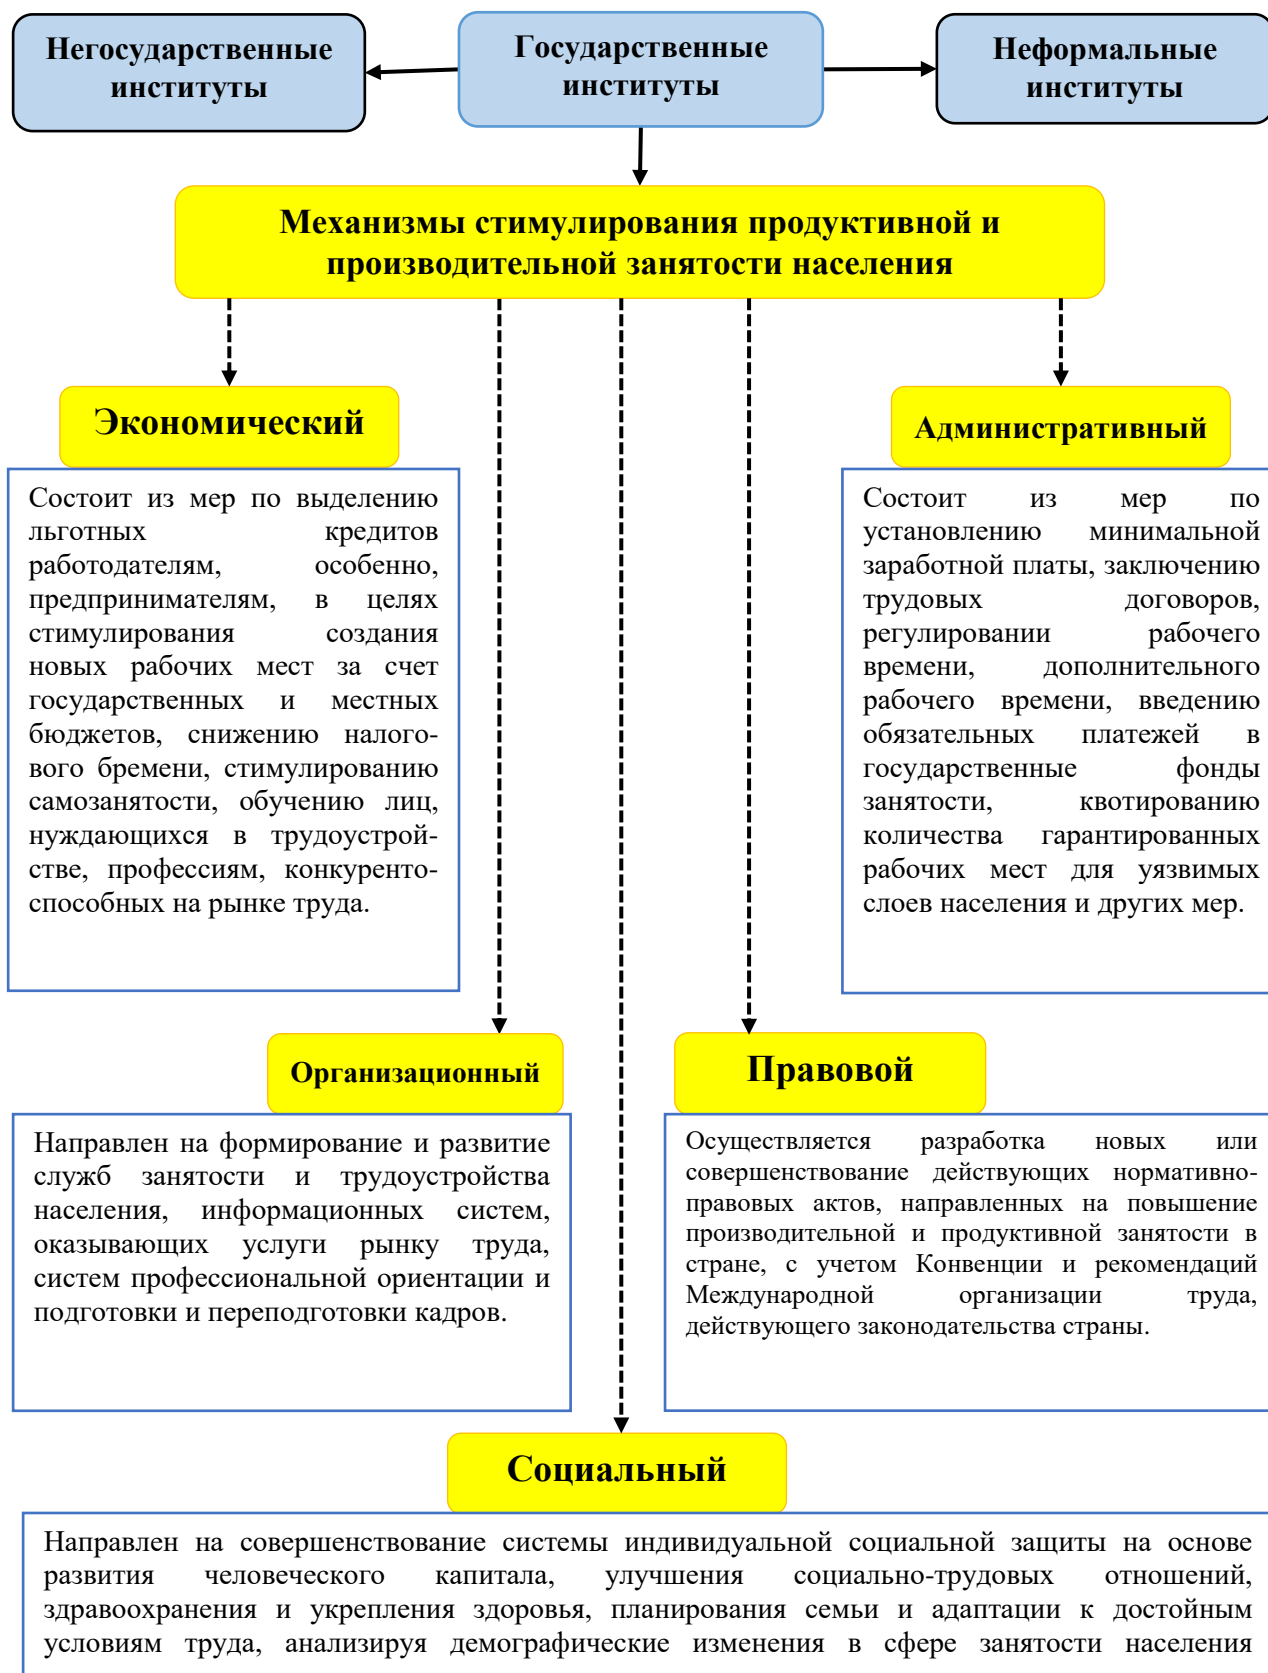 Негосударственные
институты
Государственные
институты
Неформальные
институты
Механизмы стимулирования продуктивной и
производительной занятости населения
Экономический
Состоит из мер по выделению
льготных кредитов
работодателям, особенно,
предпринимателям, в целях
стимулирования создания
новых рабочих мест за счет
государственных и местных
бюджетов, снижению налого-
вого бремени, стимулированию
самозанятости, обучению лиц,
нуждающихся в трудоустрой-
стве, профессиям, конкуренто-
способных на рынке труда.
Административный
Состоит из мер по
установлению минимальной
заработной платы, заключению
трудовых договоров,
регулировании рабочего
времени, дополнительного
рабочего времени, введению
обязательных платежей в
государственные фонды
занятости, квотированию
количества гарантированных
рабочих мест для уязвимых
слоев населения и других мер.
Организационный
Направлен на формирование и развитие
служб занятости и трудоустройства
населения, информационных систем,
оказывающих услуги рынку труда,
систем профессиональной ориентации и
подготовки и переподготовки кадров.
Правовой
Осуществляется разработка новых или
совершенствование действующих нормативно-
правовых актов, направленных на повышение
производительной и продуктивной занятости в
стране, с учетом Конвенции и рекомендаций
Международной организации труда,
действующего законодательства страны.
Социальный
Направлен на совершенствование системы индивидуальной социальной защиты на основе
развития человеческого капитала, улучшения социально-трудовых отношений,
здравоохранения и укрепления здоровья, планирования семьи и адаптации к достойным
условиям труда, анализируя демографические изменения в сфере занятости населения